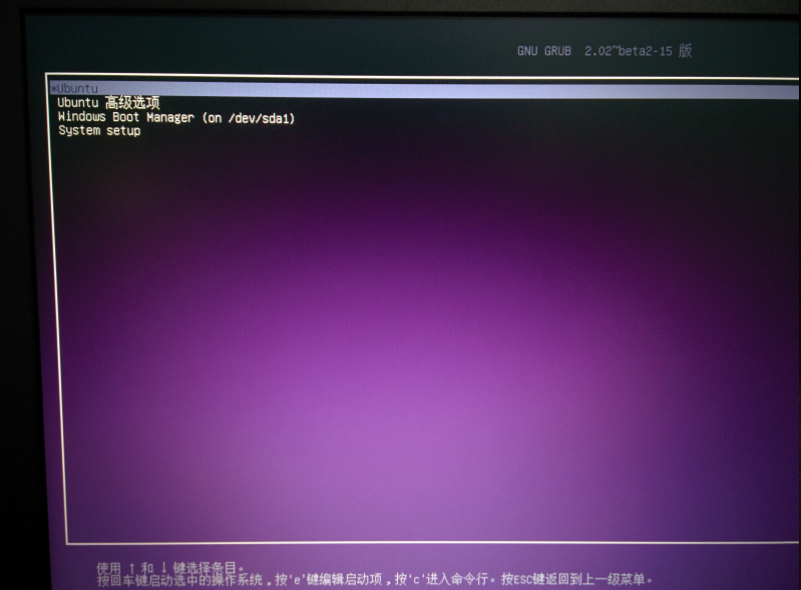 GNU GRUB 2.02~beta2-15 版
*Ubuntu
Ubuntu 高级选项
Windows Boot Manager (on /dev/sda1)
System setup
使用 ↑ 和 ↓ 键选择条目。
按回车键启动选中的操作系统，按'e'键编辑启动项，按'c'进入命令行。按ESC键返回到上一级菜单。